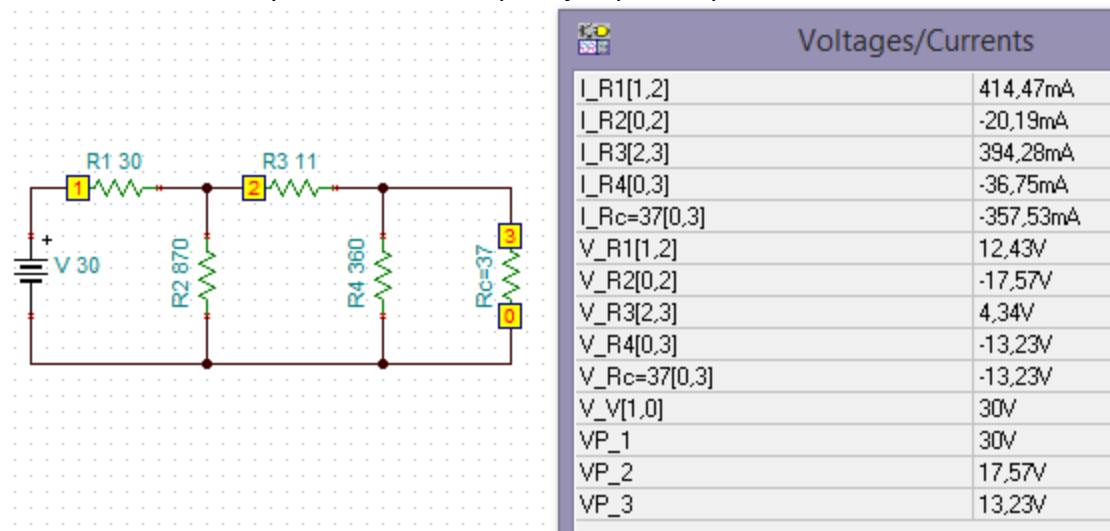 Voltages/Currents
R1 30
R3 11
1
2
+
V 30
R2 870
R4 360
Rc=37
3
0
I_R1[1,2] 414,47mA
I_R2[0,2] -20,19mA
I_R3[2,3] 394,28mA
I_R4[0,3] -36,75mA
I_Rc=37[0,3] -357,53mA
V_R1[1,2] 12,43V
V_R2[0,2] -17,57V
V_R3[2,3] 4,34V
V_R4[0,3] -13,23V
V_Rc=37[0,3] -13,23V
V_V[1,0] 30V
VP_1 30V
VP_2 17,57V
VP_3 13,23V